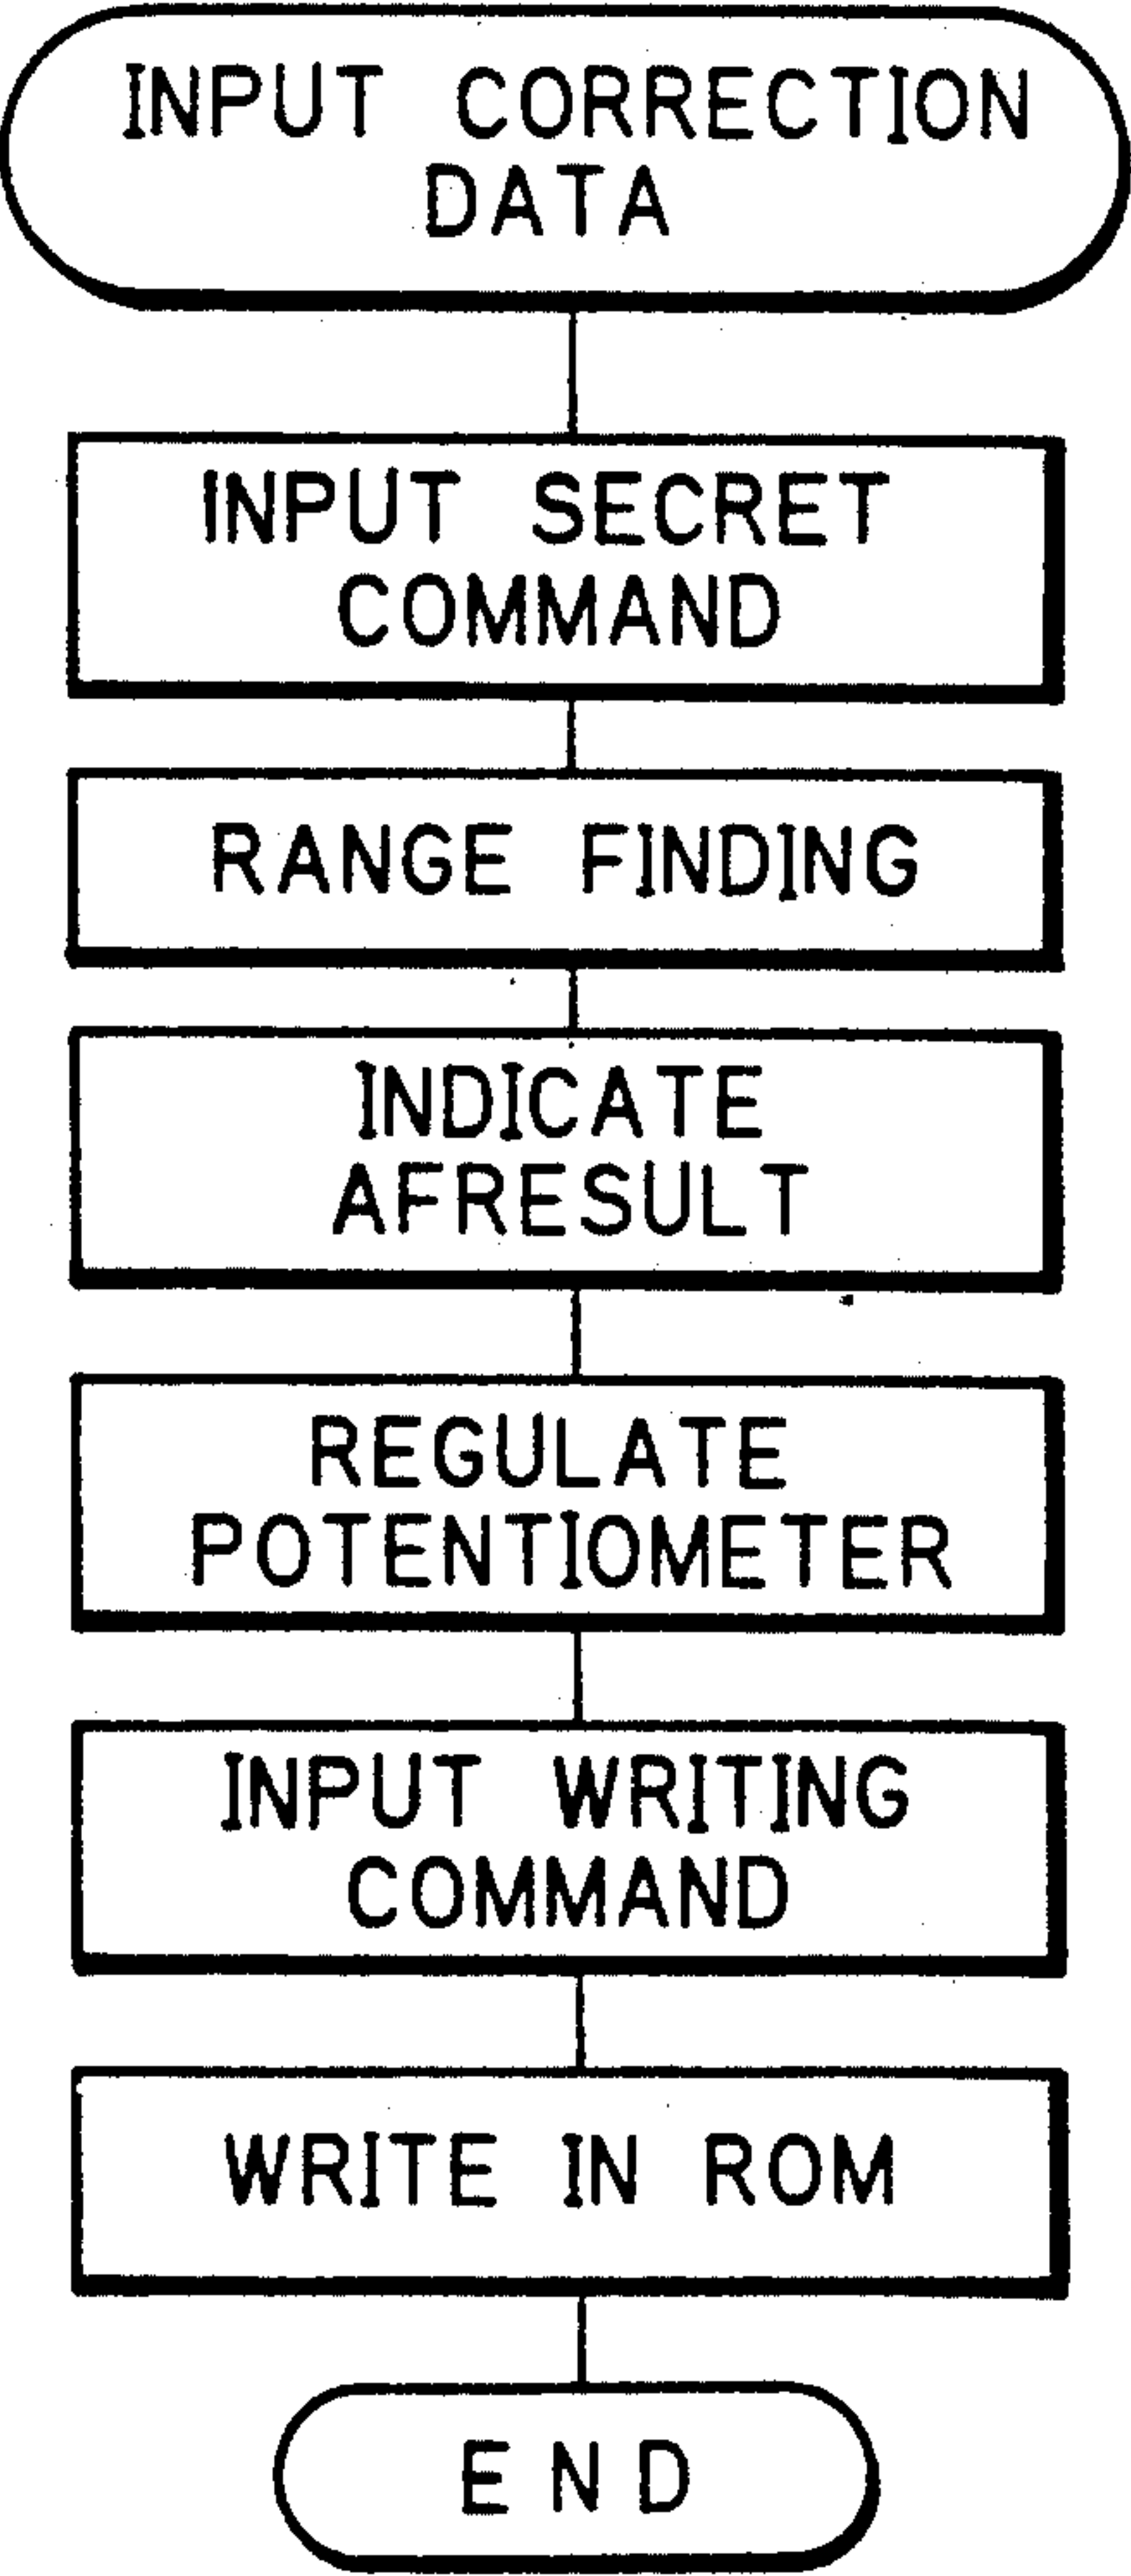 INPUT CORRECTION
DATA
INPUT SECRET
COMMAND
RANGE FINDING
INDICATE
AFRESULT
REGULATE
POTENTIOMETER
INPUT WRITING
COMMAND
WRITE IN ROM
END